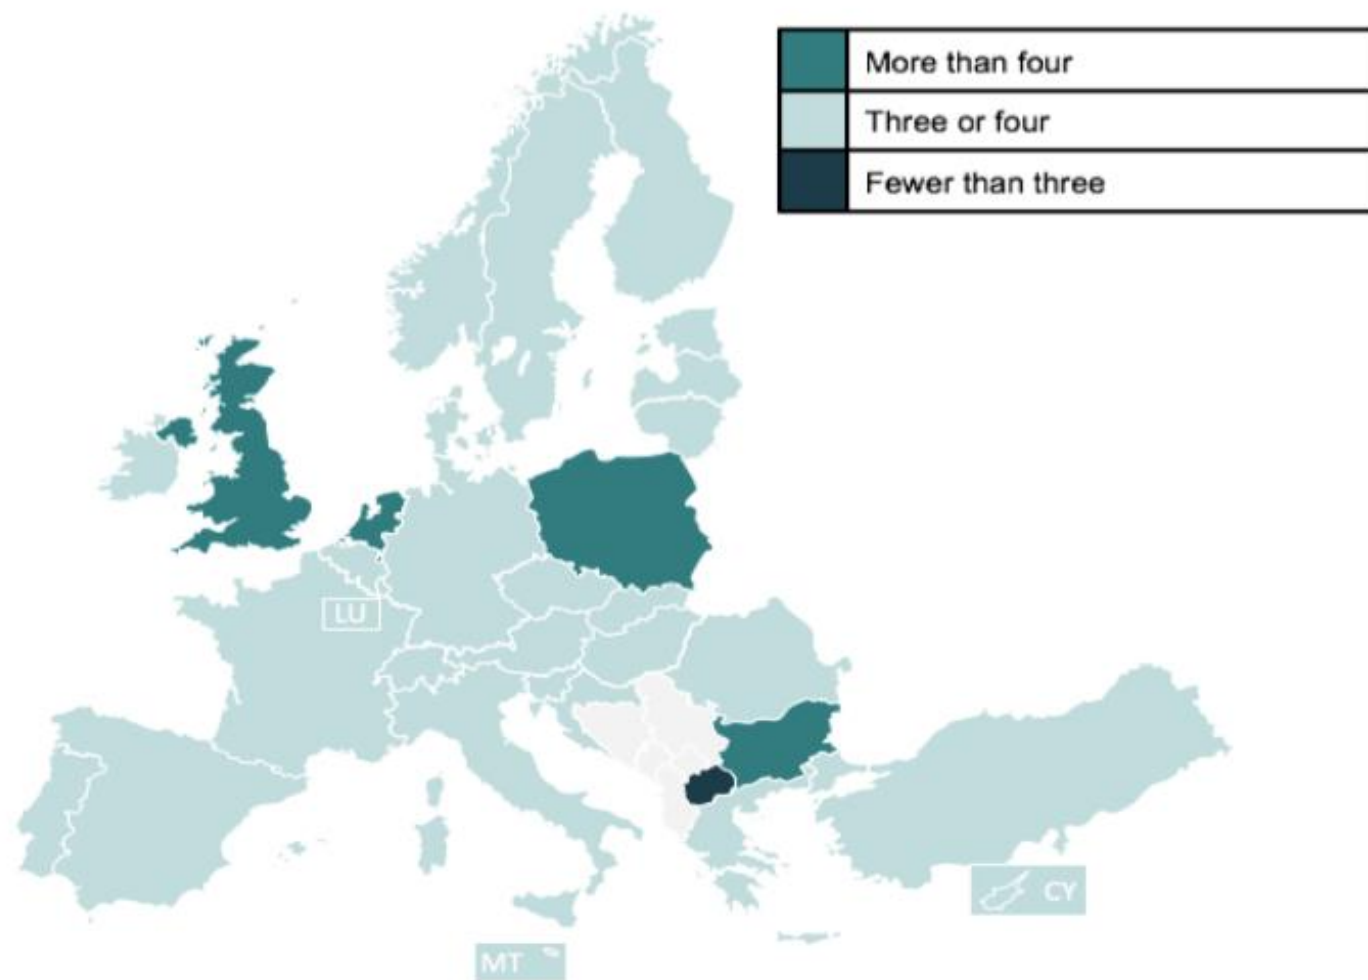 More than four
Three or four
Fewer than three
LU
CY
MT